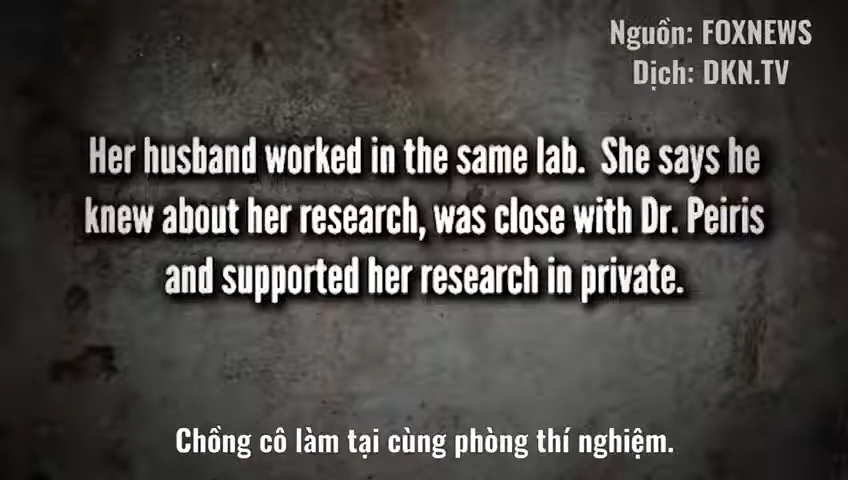 Nguồn: FOXNEWS
Dịch: DKN.TV
Her husband worked in the same lab. She says he
knew about her research, was close with Dr. Peiris
and supported her research in private.
Chồng cô làm tại cùng phòng thí nghiệm.